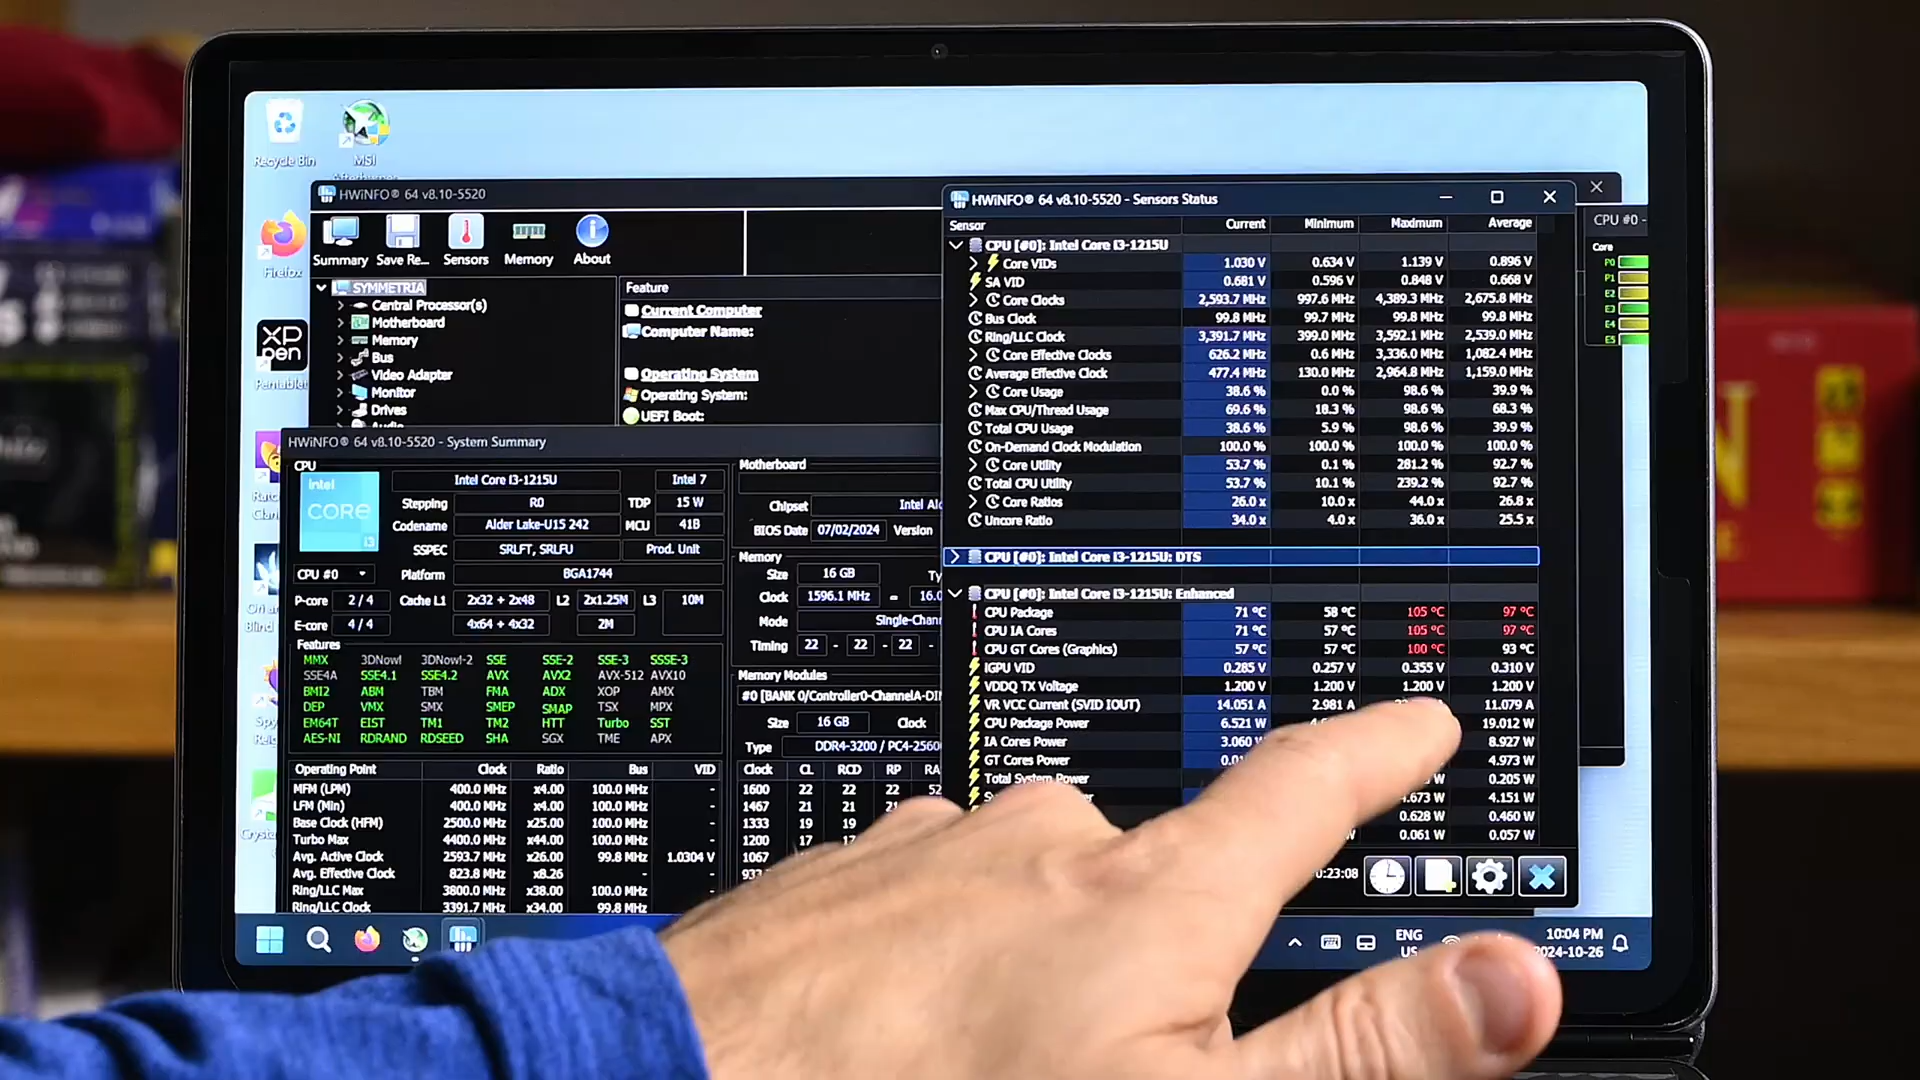 Recycle Bin
MSI
Firefox
XP
pen
Pentablet
HWiNFO® 64 v8.10-5520
Summary Save Re... Sensors Memory About
SYMMETRIA
Central Processor(s)
Motherboard
Memory
Bus
Video Adapter
Monitor
Drives
Feature
Current Computer
Computer Name:
Operating System
Operating System:
UEFI Boot:
HWiNFO® 64 v8.10-5520 - System Summary
CPU
intel
CORE
i3
Intel Core i3-1215U Intel 7
Stepping R0 TDP 15 W
Codename Alder Lake-U15 242 MCU 41B
SSPEC SRLFT, SRLFU Prod. Unit
CPU #0 Platform BGA1744
P-core 2 / 4 Cache L1 2x32 + 2x48 L2 2x1.25M L3 10M
E-core 4 / 4 4x64 + 4x32 2M
Features
MMX 3DNow! 3DNow!-2 SSE SSE-2 SSE-3 SSSE-3
SSE4A SSE4.1 SSE4.2 AVX AVX2 AVX-512 AVX10
BMI2 ABM TBM FMA ADX XOP AMX
DEP VMX SMX SMEP SMAP TSX MPX
EM64T EIST TM1 TM2 HTT Turbo SST
AES-NI RDRAND RDSEED SHA SGX TME APX
Operating Point Clock Ratio Bus VID
MFM (LPM) 400.0 MHz x4.00 100.0 MHz -
LFM (Min) 400.0 MHz x4.00 100.0 MHz -
Base Clock (HFM) 2500.0 MHz x25.00 100.0 MHz -
Turbo Max 4400.0 MHz x44.00 100.0 MHz -
Avg. Active Clock 2593.7 MHz x26.00 99.8 MHz 1.0304 V
Avg. Effective Clock 823.8 MHz x8.26 - -
Ring/LLC Max 3800.0 MHz x38.00 100.0 MHz -
Ring/LLC Clock 3391.7 MHz x34.00 99.8 MHz
Motherboard
Chipset Intel
BIOS Date 07/02/2024 Version
Memory
Size 16 GB
Clock 1596.1 MHz = 16.0
Mode
Timing 22 - 22 - 22 -
Memory Modules
#0 [BANK 0/Controller0-ChannelA-DI
Size 16 GB Clock
Type DDR4-3200 / PC4-2560
Clock CL RCD RP
1600 22 22 22
1467 21 21 21
1333 19 19
1200 17
1067
HWiNFO® 64 v8.10-5520 - Sensors Status
Sensor Current Minimum Maximum Average
CPU [#0]: Intel Core i3-1215U
Core VIDs 1.030 V 0.634 V 1.139 V 0.896 V
SA VID 0.681 V 0.596 V 0.848 V 0.668 V
Core Clocks 2,593.7 MHz 997.6 MHz 4,389.3 MHz 2,675.8 MHz
Bus Clock 99.8 MHz 99.7 MHz 99.8 MHz 99.8 MHz
Ring/LLC Clock 3,391.7 MHz 399.0 MHz 3,592.1 MHz 2,539.0 MHz
Core Effective Clocks 626.2 MHz 0.6 MHz 3,336.0 MHz 1,082.4 MHz
Average Effective Clock 477.4 MHz 130.0 MHz 2,964.8 MHz 1,159.0 MHz
Core Usage 38.6 % 0.0 % 98.6 % 39.9 %
Max CPU/Thread Usage 69.6 % 18.3 % 98.6 % 68.3 %
Total CPU Usage 38.6 % 5.9 % 98.6 % 39.9 %
On-Demand Clock Modulation 100.0 % 100.0 % 100.0 % 100.0 %
Core Utility 53.7 % 0.1 % 281.2 % 92.7 %
Total CPU Utility 53.7 % 10.1 % 239.2 % 92.7 %
Core Ratios 26.0 x 10.0 x 44.0 x 26.8 x
Uncore Ratio 34.0 x 4.0 x 36.0 x 25.5 x
CPU [#0]: Intel Core i3-1215U: DTS
CPU [#0]: Intel Core i3-1215U: Enhanced
CPU Package 71 °C 58 °C 105 °C 97 °C
CPU IA Cores 71 °C 57 °C 105 °C 97 °C
CPU GT Cores (Graphics) 57 °C 57 °C 100 °C 93 °C
iGPU VID 0.285 V 0.257 V 0.355 V 0.310 V
VDDQ TX Voltage 1.200 V 1.200 V 1.200 V 1.200 V
VR VCC Current (SVID IOUT) 14.051 A 2.981 A 11.079 A
CPU Package Power 6.521 W 19.012 W
IA Cores Power 3.060 8.927 W
GT Cores Power 4.973 W
Total System Power W 0.205 W
4.673 W 4.151 W
0.628 W 0.460 W
W 0.061 W 0.057 W
0:23:08
CPU #0 -
Core
P0
P1
E2
E3
E4
E5
ENG
US
10:04 PM
2024-10-26